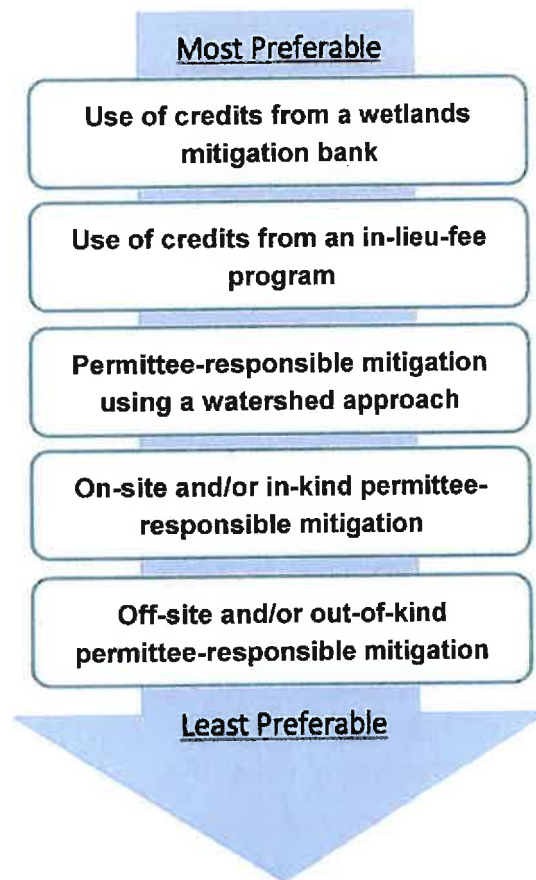 Most Preferable
Use of credits from a wetlands
mitigation bank
Use of credits from an in-lieu-fee
program
Permittee-responsible mitigation
using a watershed approach
On-site and/or in-kind permittee-
responsible mitigation
Off-site and/or out-of-kind
permittee-responsible mitigation
Least Preferable